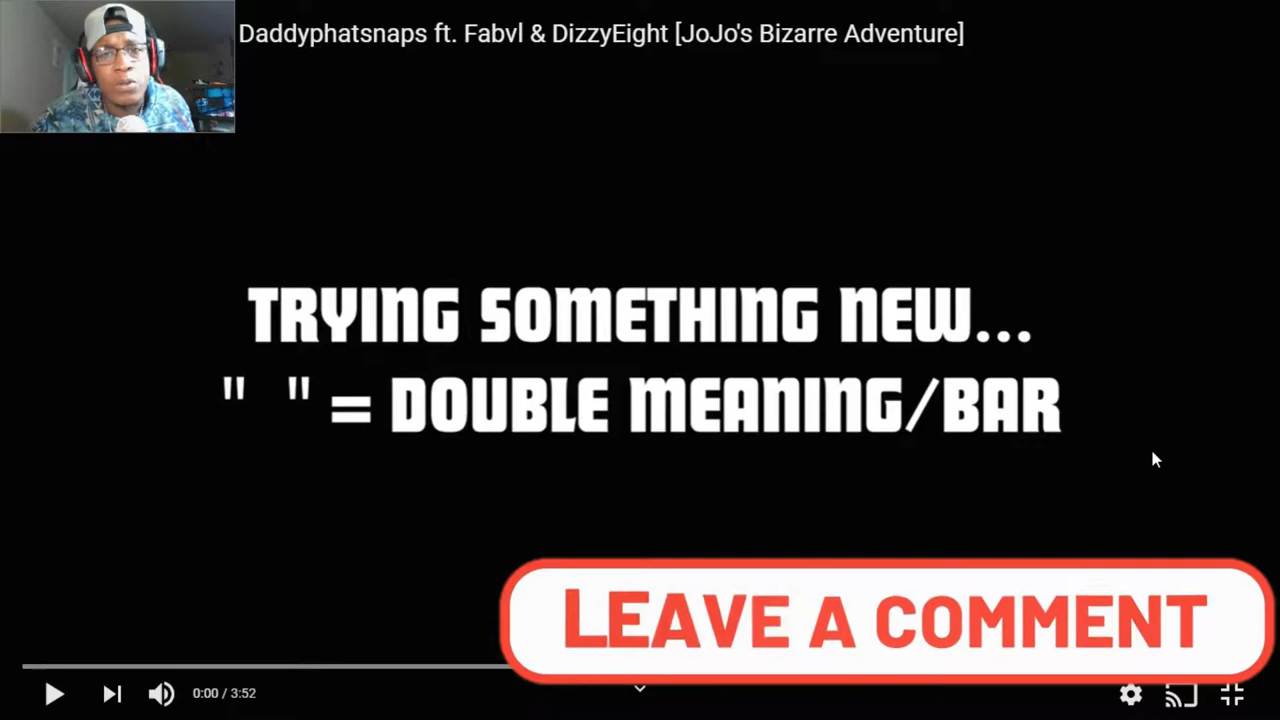 Daddyphatsnaps ft. Fabvl & DizzyEight [JoJo's Bizarre Adventure]
TRYING SOMETHING NEW...
" " = DOUBLE MEANING/BAR
LEAVE A COMMENT
0:00 / 3:52